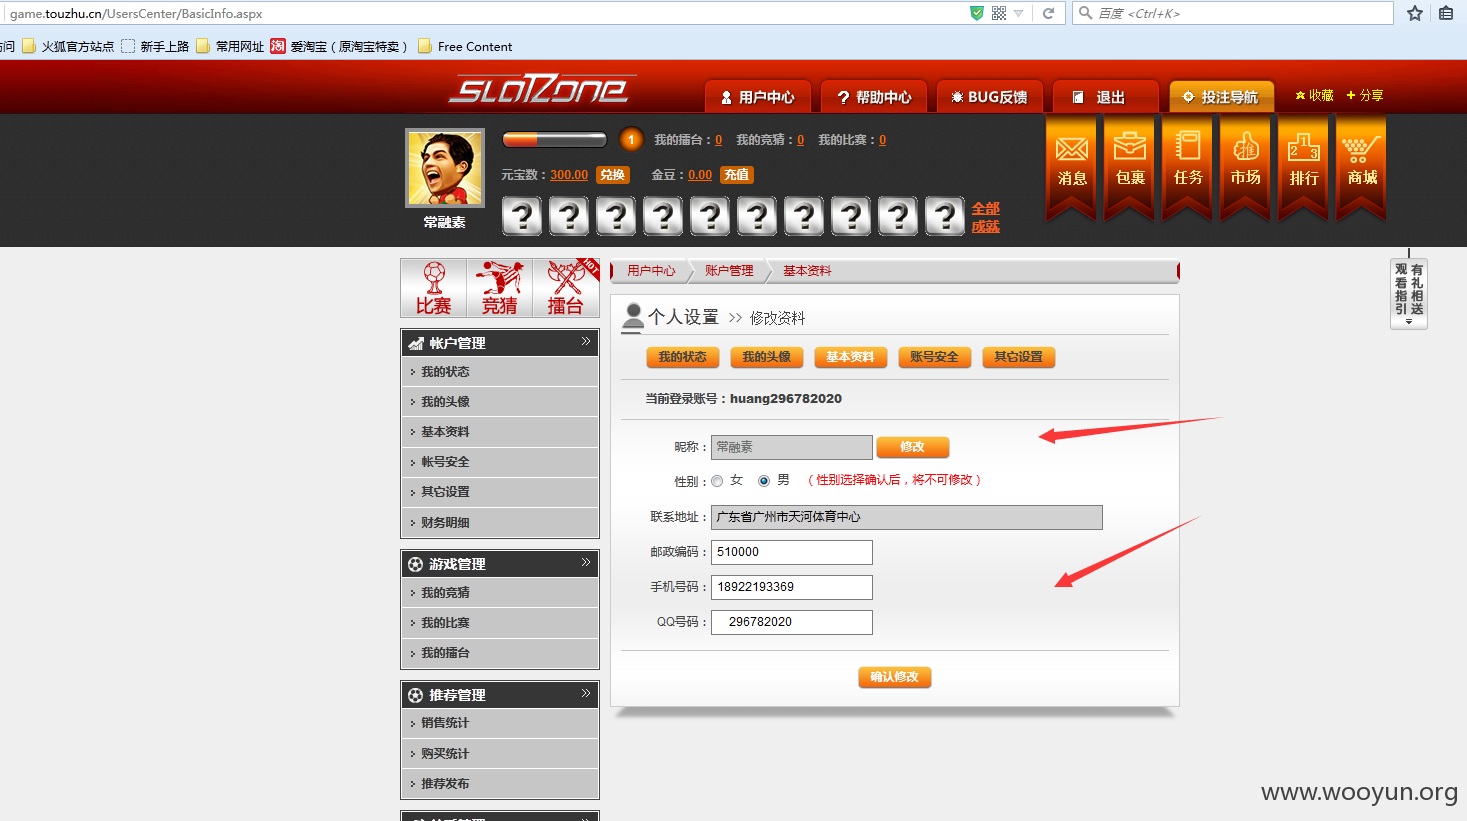 game.touzhu.cn/UsersCenter/BasicInfo.aspx
百度 <Ctrl+K>
访问 火狐官方站点 新手上路 常用网址 淘 爱淘宝（原淘宝特卖） Free Content
SLOTZONE
用户中心 帮助中心 BUG反馈 退出 投注导航 收藏 + 分享
1 我的擂台：0 我的竞猜：0 我的比赛：0
元宝数：300.00 兑换 金豆：0.00 充值
消息 包裹 任务 市场 排行 商城
常融素
全部
成就
比赛 竞猜 擂台
HOT
用户中心 账户管理 基本资料
有礼相送
观看指引
个人设置 >> 修改资料
我的状态 我的头像 基本资料 账号安全 其它设置
当前登录账号：huang296782020
昵称： 常融素 修改
性别： 女 男 （性别选择确认后，将不可修改）
联系地址： 广东省广州市天河体育中心
邮政编码： 510000
手机号码： 18922193369
QQ号码： 296782020
确认修改
帐户管理
我的状态
我的头像
基本资料
帐号安全
其它设置
财务明细
游戏管理
我的竞猜
我的比赛
我的擂台
推荐管理
销售统计
购买统计
推荐发布
www.wooyun.org